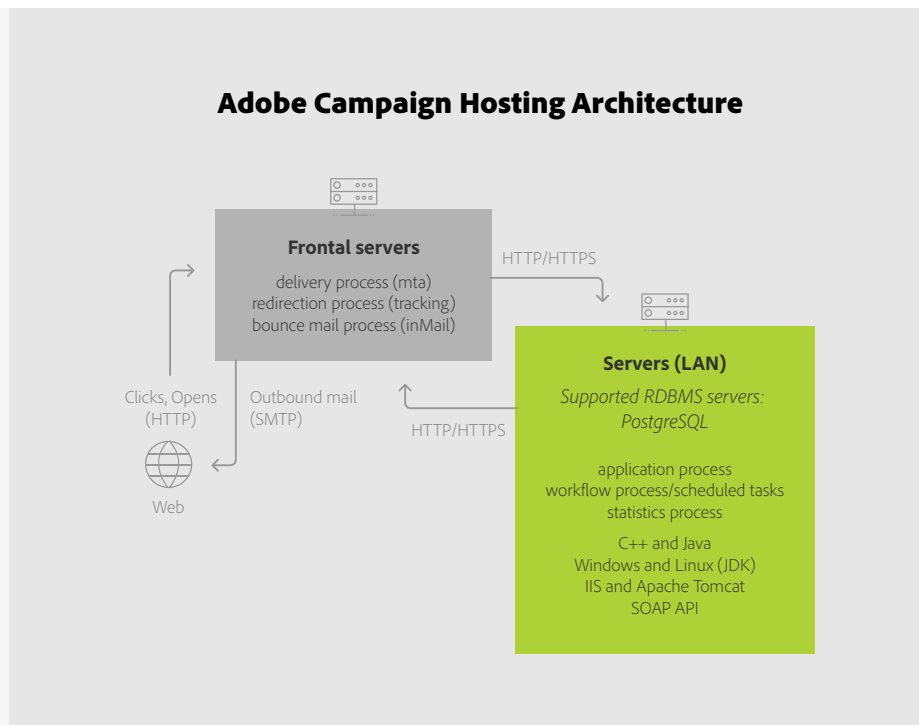 Adobe Campaign Hosting Architecture
Frontal servers
delivery process (mta)
redirection process (tracking)
bounce mail process (inMail)
HTTP/HTTPS
Servers (LAN)
Supported RDBMS servers:
PostgreSQL
application process
workflow process/scheduled tasks
statistics process
C++ and Java
Windows and Linux (JDK)
IIS and Apache Tomcat
SOAP API
HTTP/HTTPS
Outbound mail
(SMTP)
Clicks, Opens
(HTTP)
Web